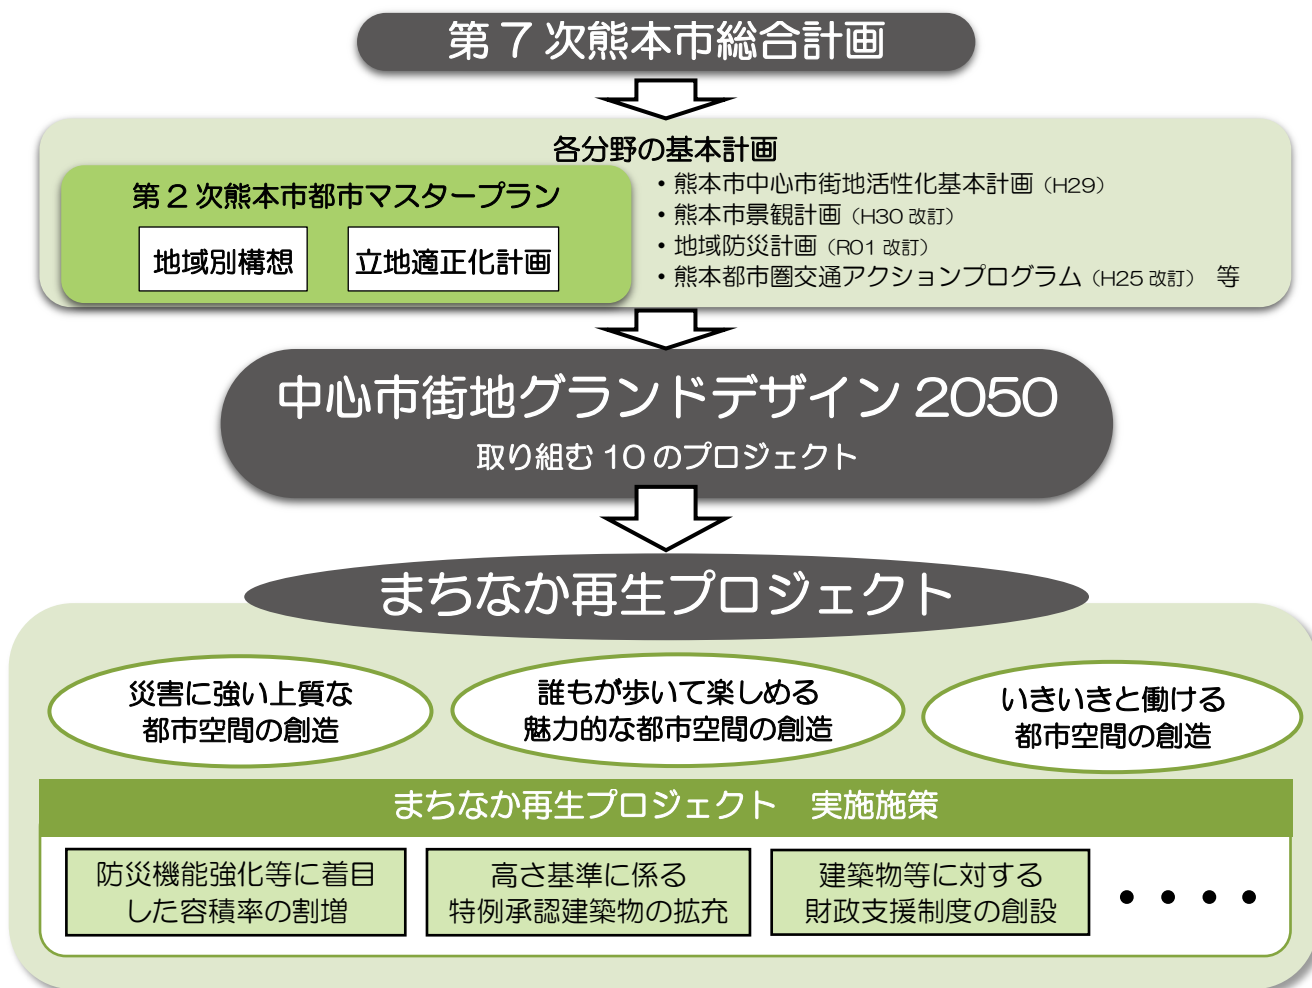 第７次熊本市総合計画
各分野の基本計画
第２次熊本市都市マスタープラン
地域別構想
立地適正化計画
・熊本市中心市街地活性化基本計画（H29）
・熊本市景観計画（H30 改訂）
・地域防災計画（R01 改訂）
・熊本都市圏交通アクションプログラム（H25 改訂） 等
中心市街地グランドデザイン 2050
取り組む 10 のプロジェクト
まちなか再生プロジェクト
災害に強い上質な
都市空間の創造
誰もが歩いて楽しめる
魅力的な都市空間の創造
いきいきと働ける
都市空間の創造
まちなか再生プロジェクト　実施施策
防災機能強化等に着目
した容積率の割増
高さ基準に係る
特例承認建築物の拡充
建築物等に対する
財政支援制度の創設
・・・・